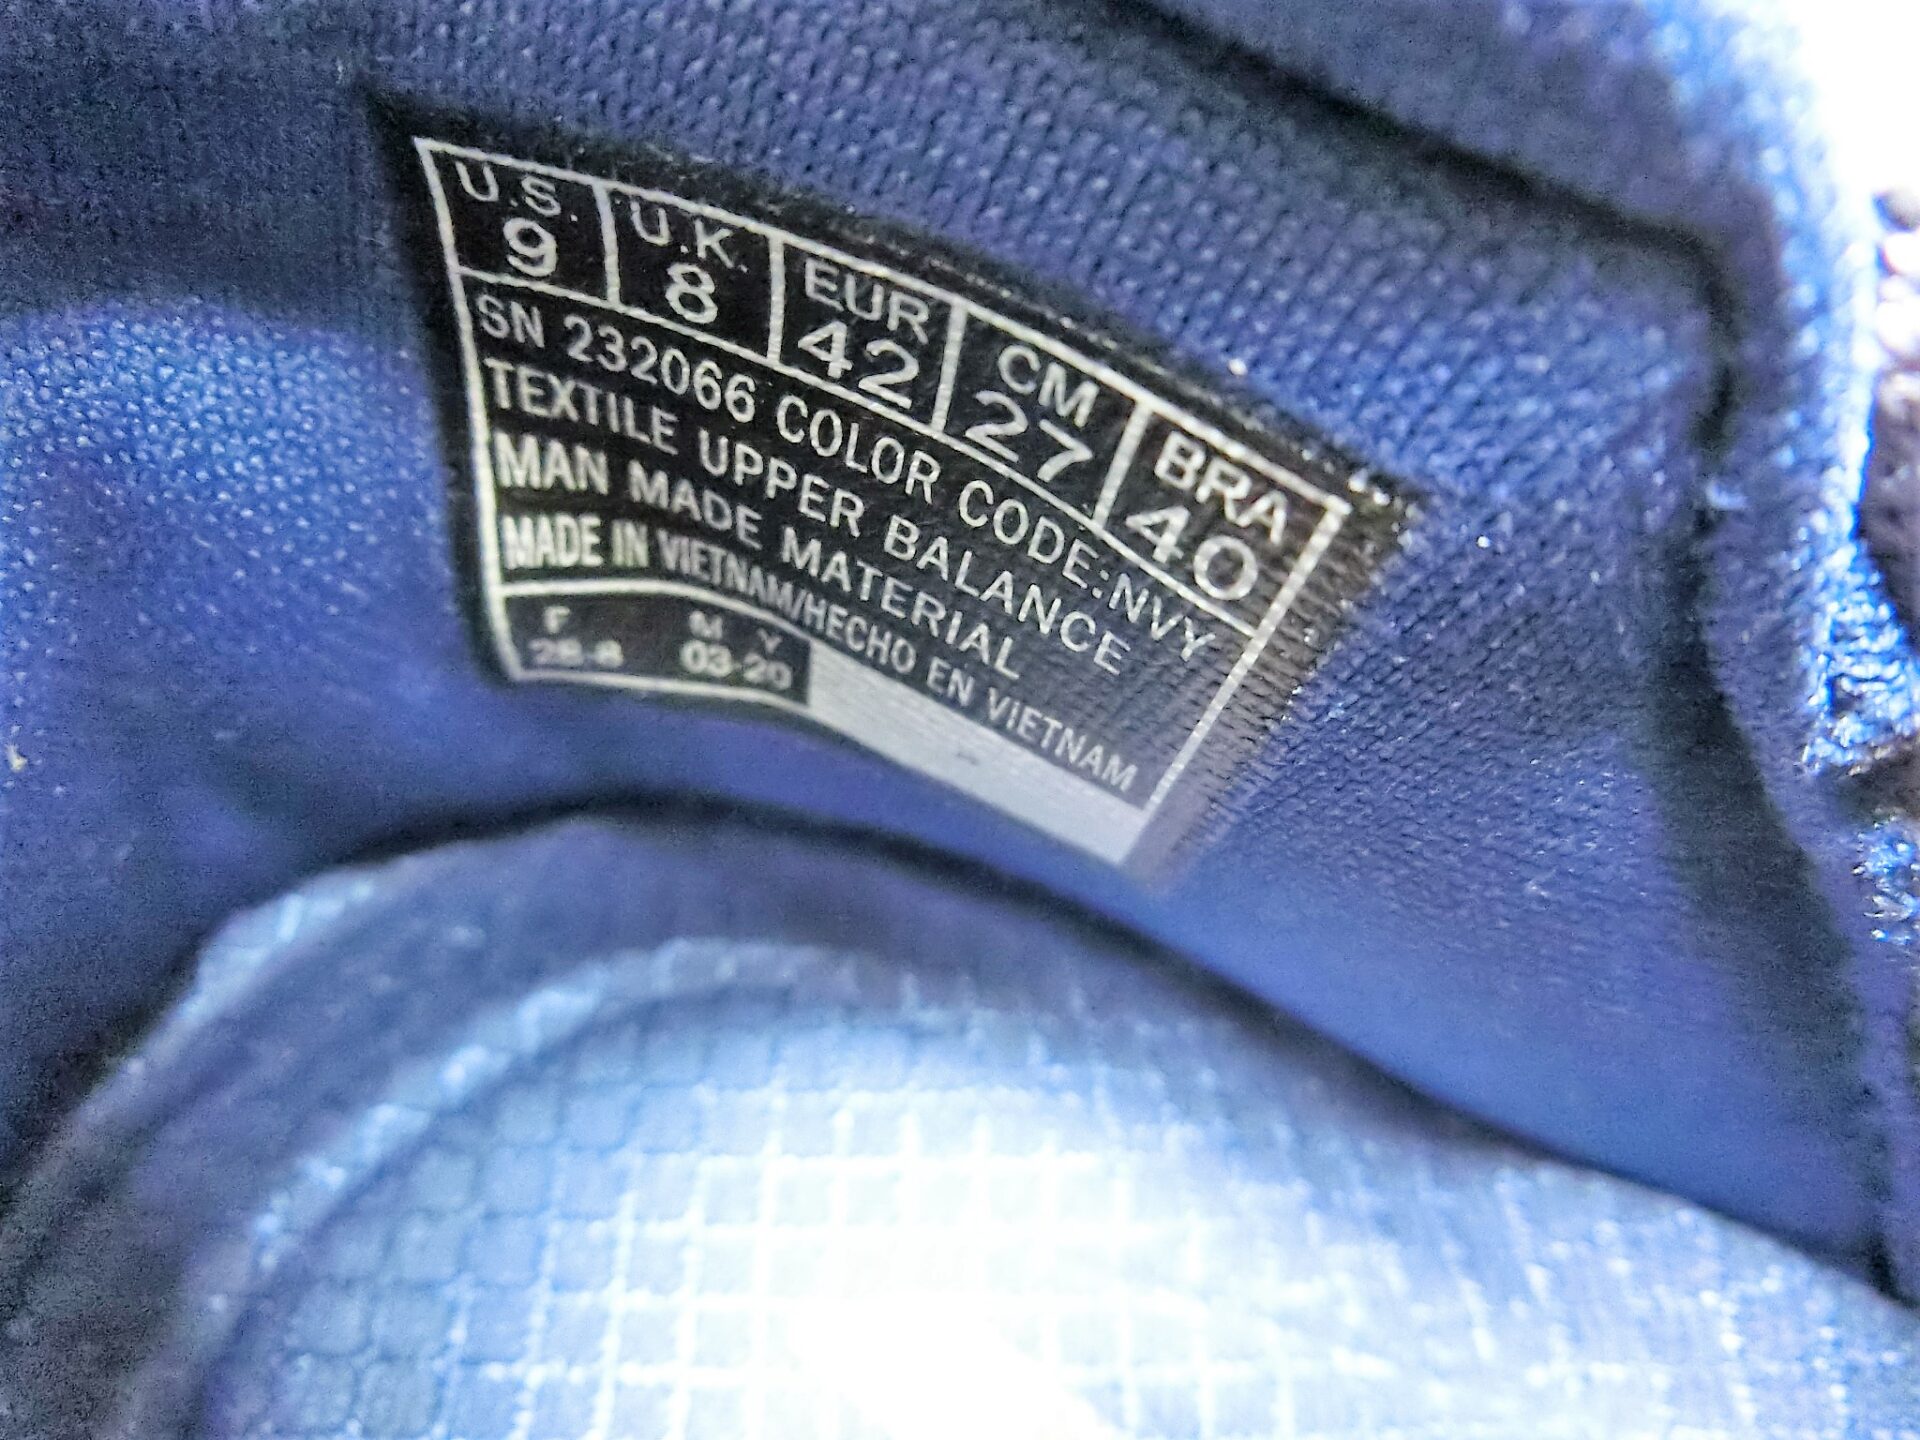 U.S. U.K. EUR CM BRA
9 8 42 27 40
SN 232066 COLOR CODE:NVY
TEXTILE UPPER BALANCE
MAN MADE MATERIAL
MADE IN VIETNAM/HECHO EN VIETNAM
F M Y
03-20